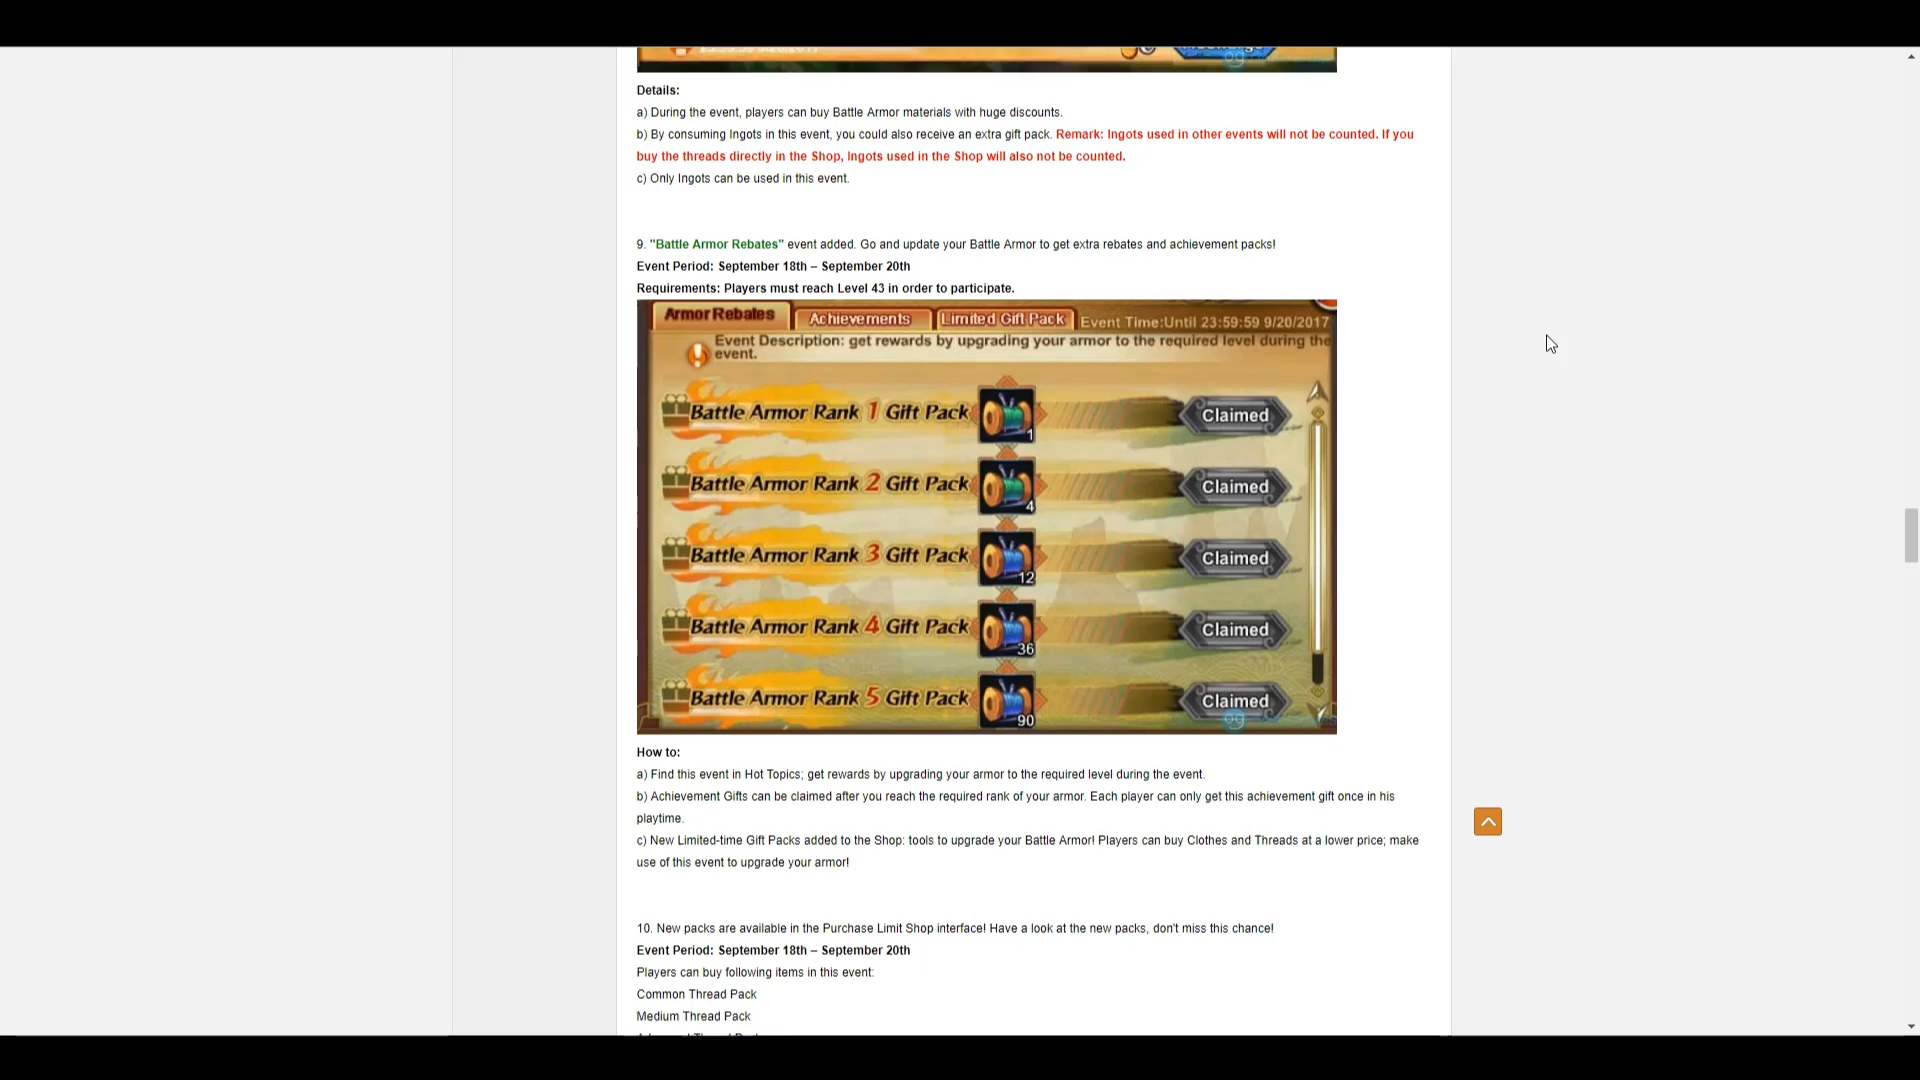 Details:
a) During the event, players can buy Battle Armor materials with huge discounts.
b) By consuming Ingots in this event, you could also receive an extra gift pack. Remark: Ingots used in other events will not be counted. If you
buy the threads directly in the Shop, Ingots used in the Shop will also not be counted.
c) Only Ingots can be used in this event.
9. "Battle Armor Rebates" event added. Go and update your Battle Armor to get extra rebates and achievement packs!
Event Period: September 18th – September 20th
Requirements: Players must reach Level 43 in order to participate.
Armor Rebates Achievements Limited Gift Pack Event Time:Until 23:59:59 9/20/2017
Event Description: get rewards by upgrading your armor to the required level during the
event.
Battle Armor Rank 1 Gift Pack 1 Claimed
Battle Armor Rank 2 Gift Pack 4 Claimed
Battle Armor Rank 3 Gift Pack 12 Claimed
Battle Armor Rank 4 Gift Pack 36 Claimed
Battle Armor Rank 5 Gift Pack 90 Claimed
How to:
a) Find this event in Hot Topics; get rewards by upgrading your armor to the required level during the event.
b) Achievement Gifts can be claimed after you reach the required rank of your armor. Each player can only get this achievement gift once in his
playtime.
c) New Limited-time Gift Packs added to the Shop: tools to upgrade your Battle Armor! Players can buy Clothes and Threads at a lower price; make
use of this event to upgrade your armor!
10. New packs are available in the Purchase Limit Shop interface! Have a look at the new packs, don't miss this chance!
Event Period: September 18th – September 20th
Players can buy following items in this event:
Common Thread Pack
Medium Thread Pack